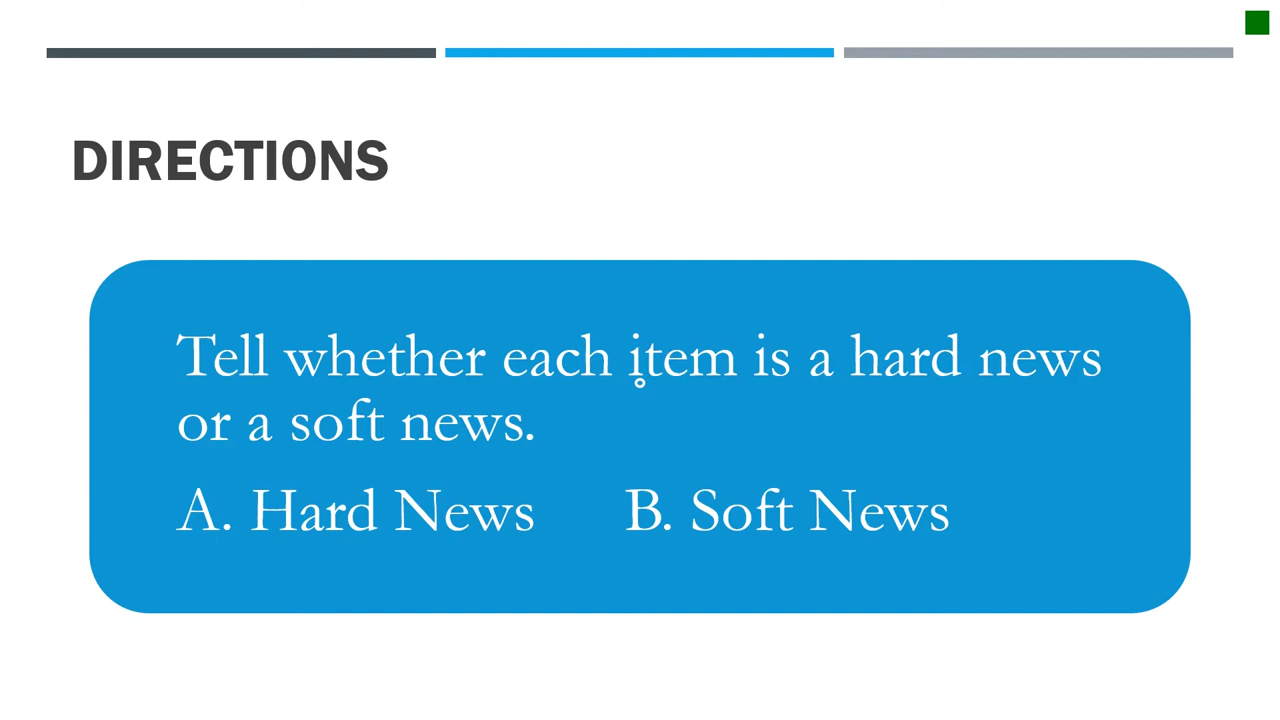 DIRECTIONS
Tell whether each item is a hard news
or a soft news.
A. Hard News B. Soft News